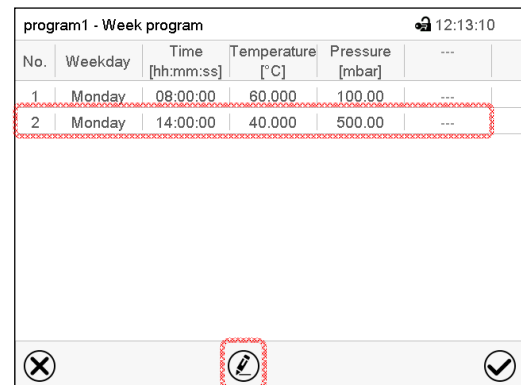 program1 - Week program 12:13:10
No. Weekday Time [hh:mm:ss] Temperature [°C] Pressure [mbar] ---
1 Monday 08:00:00 60.000 100.00 ---
2 Monday 14:00:00 40.000 500.00 ---